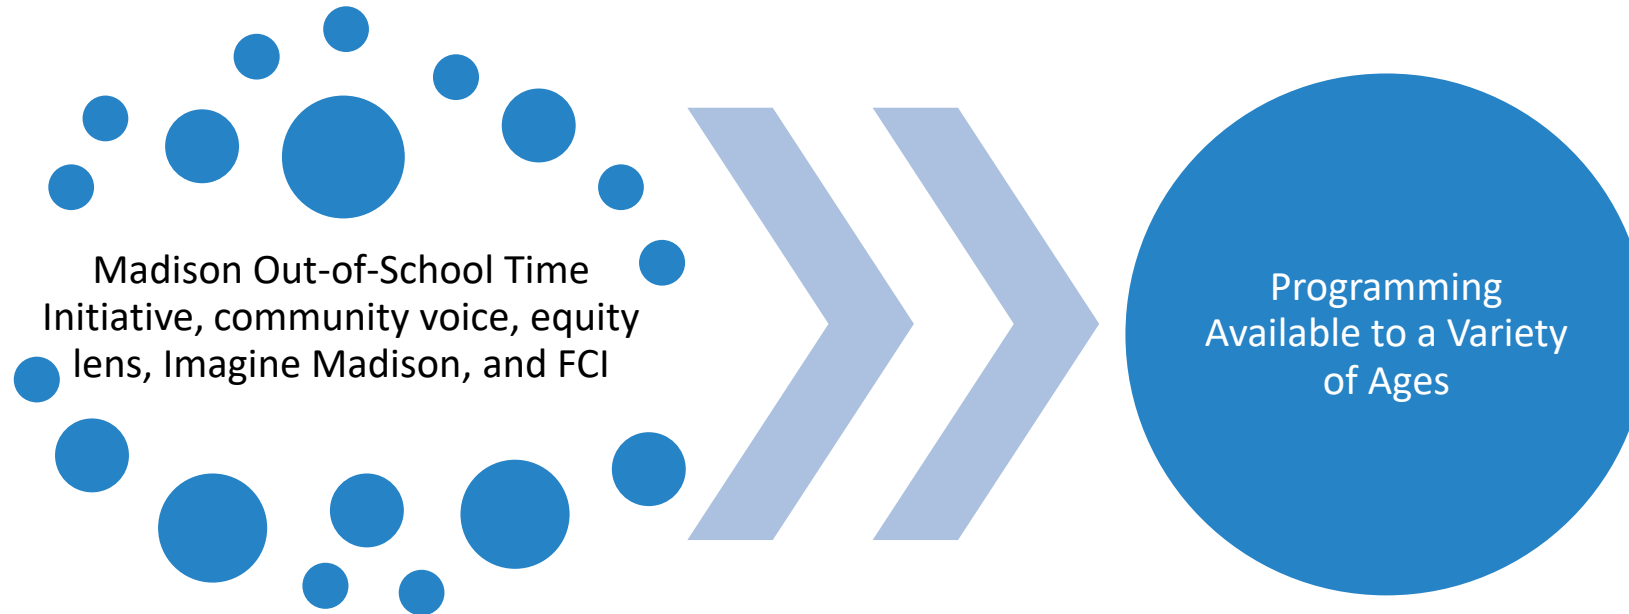 Madison Out-of-School Time
Initiative, community voice, equity
lens, Imagine Madison, and FCI
Programming
Available to a Variety
of Ages